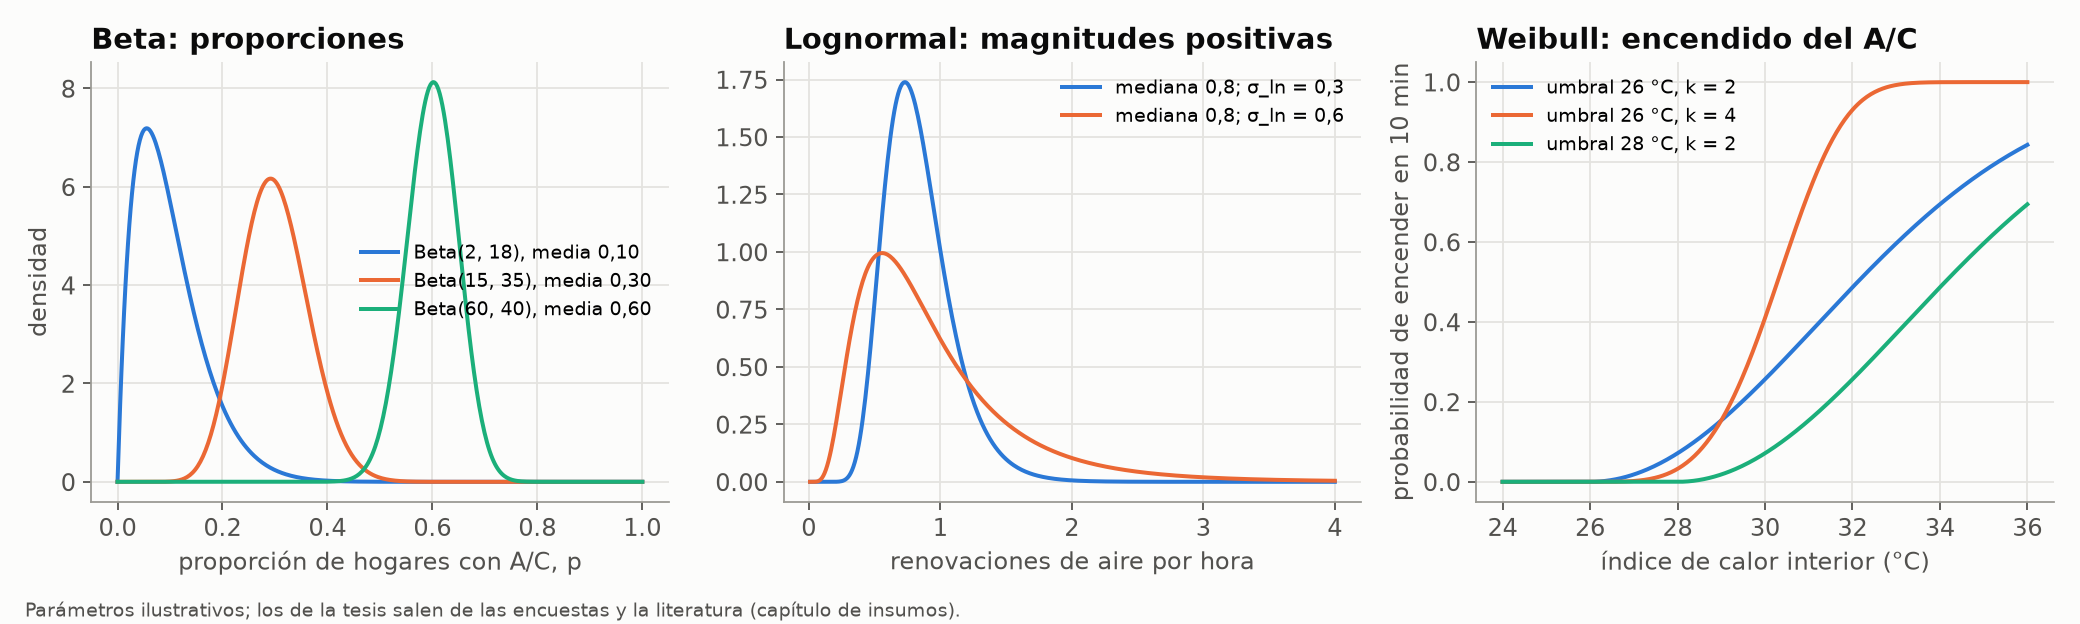 Beta: proporciones
densidad
8
6
4
2
0
Beta(2, 18), media 0,10
Beta(15, 35), media 0,30
Beta(60, 40), media 0,60
0.0 0.2 0.4 0.6 0.8 1.0
proporción de hogares con A/C, p
Lognormal: magnitudes positivas
1.75
1.50
1.25
1.00
0.75
0.50
0.25
0.00
mediana 0,8; σ_ln = 0,3
mediana 0,8; σ_ln = 0,6
0 1 2 3 4
renovaciones de aire por hora
Weibull: encendido del A/C
probabilidad de encender en 10 min
1.0
0.8
0.6
0.4
0.2
0.0
umbral 26 °C, k = 2
umbral 26 °C, k = 4
umbral 28 °C, k = 2
24 26 28 30 32 34 36
índice de calor interior (°C)
Parámetros ilustrativos; los de la tesis salen de las encuestas y la literatura (capítulo de insumos).